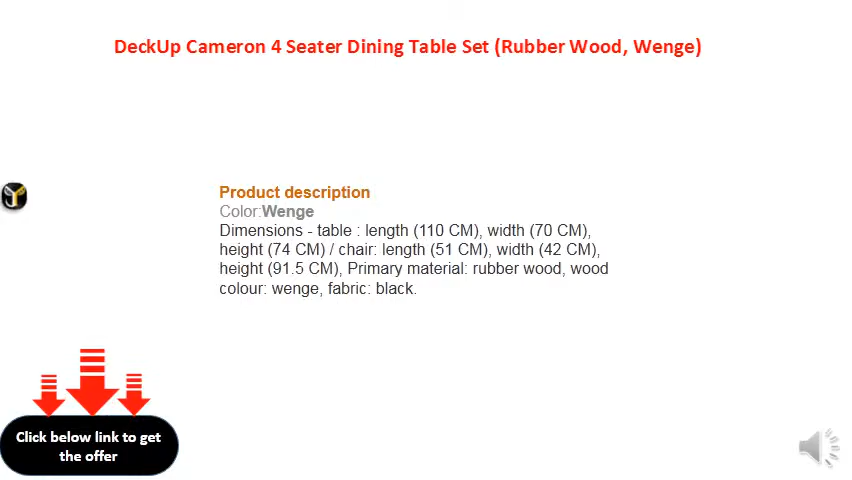 DeckUp Cameron 4 Seater Dining Table Set (Rubber Wood, Wenge)
Product description
Color:Wenge
Dimensions - table : length (110 CM), width (70 CM),
height (74 CM) / chair: length (51 CM), width (42 CM),
height (91.5 CM), Primary material: rubber wood, wood
colour: wenge, fabric: black.
Click below link to get
the offer